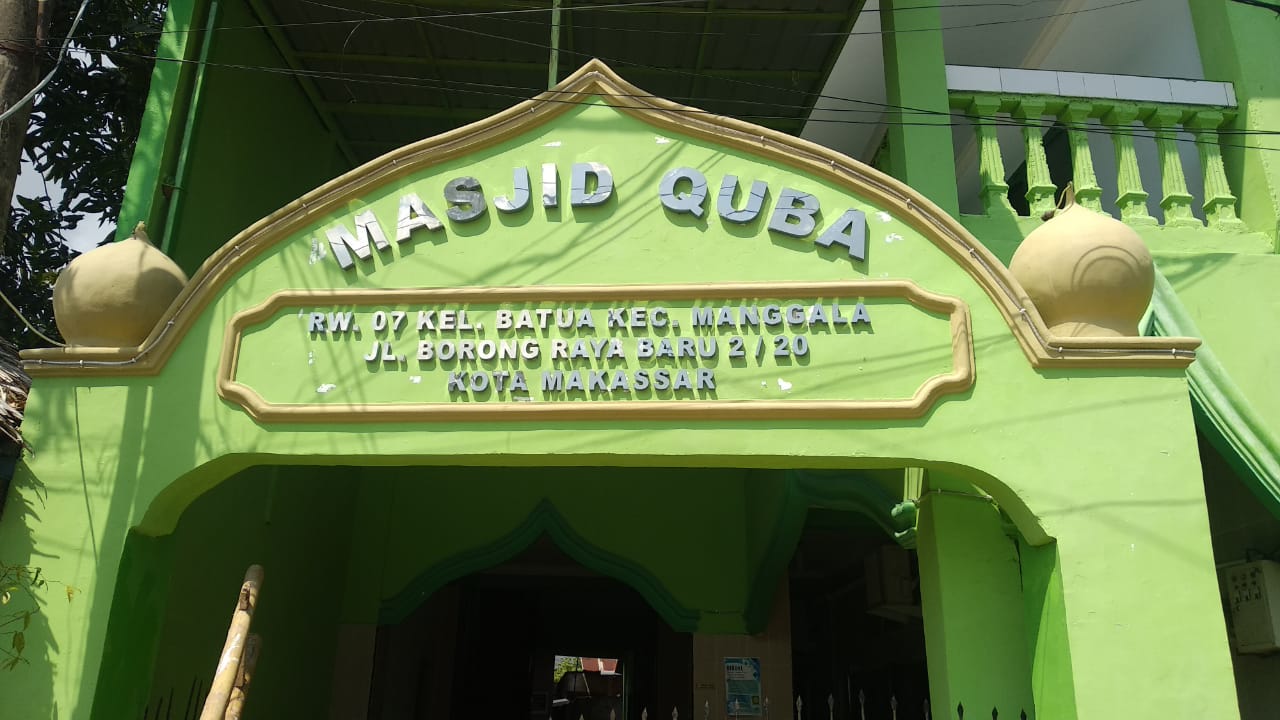 MASJID QUBA
RW. 07 KEL. BATUA KEC. MANGGALA
JL. BORONG RAYA BARU 2 / 20
KOTA MAKASSAR